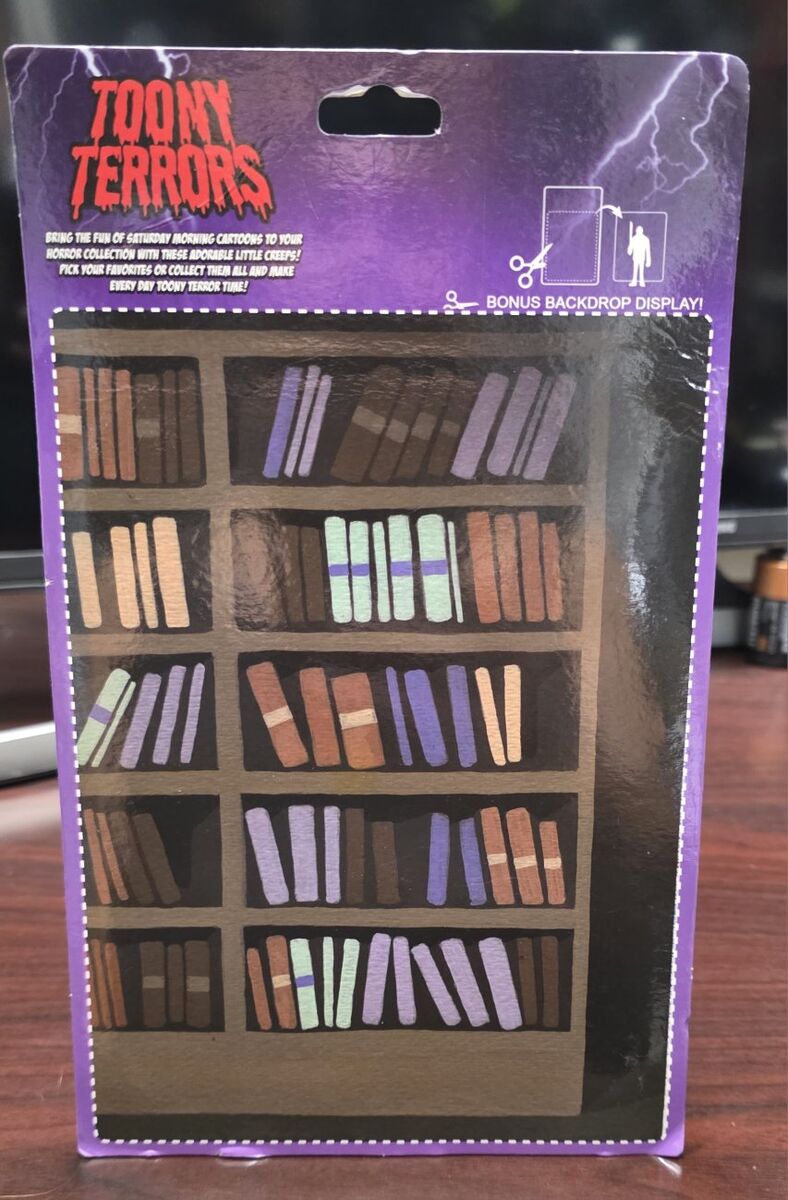 TOONY
TERRORS
BRING THE FUN OF SATURDAY MORNING CARTOONS TO YOUR
HORROR COLLECTION WITH THESE ADORABLE LITTLE CREEPS!
PICK YOUR FAVORITES OR COLLECT THEM ALL AND MAKE
EVERY DAY TOONY TERROR TIME!
BONUS BACKDROP DISPLAY!